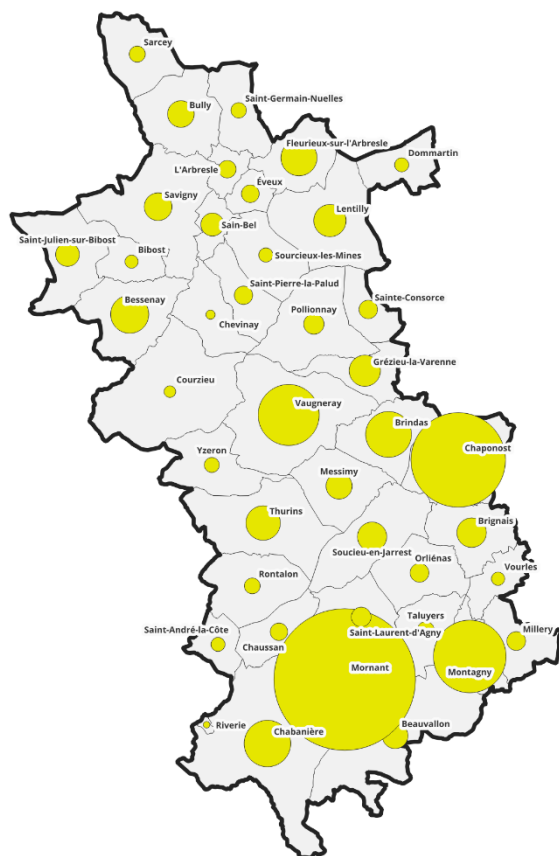 Sarcey
Saint-Germain-Nuelles
Bully
Fleurieux-sur-l'Arbresle
Dommartin
L'Arbresle
Éveux
Savigny
Lentilly
Sain-Bel
Saint-Julien-sur-Bibost
Bibost
Sourcieux-les-Mines
Saint-Pierre-la-Palud
Bessenay
Sainte-Consorce
Pollionnay
Chevinay
Grézieu-la-Varenne
Courzieu
Vaugneray
Brindas
Chaponost
Yzeron
Messimy
Thurins
Brignais
Soucieu-en-Jarrest
Orliénas
Vourles
Rontalon
Taluyers
Saint-André-la-Côte
Saint-Laurent-d'Agny
Millery
Chaussan
Mornant
Montagny
Riverie
Beauvallon
Chabanière